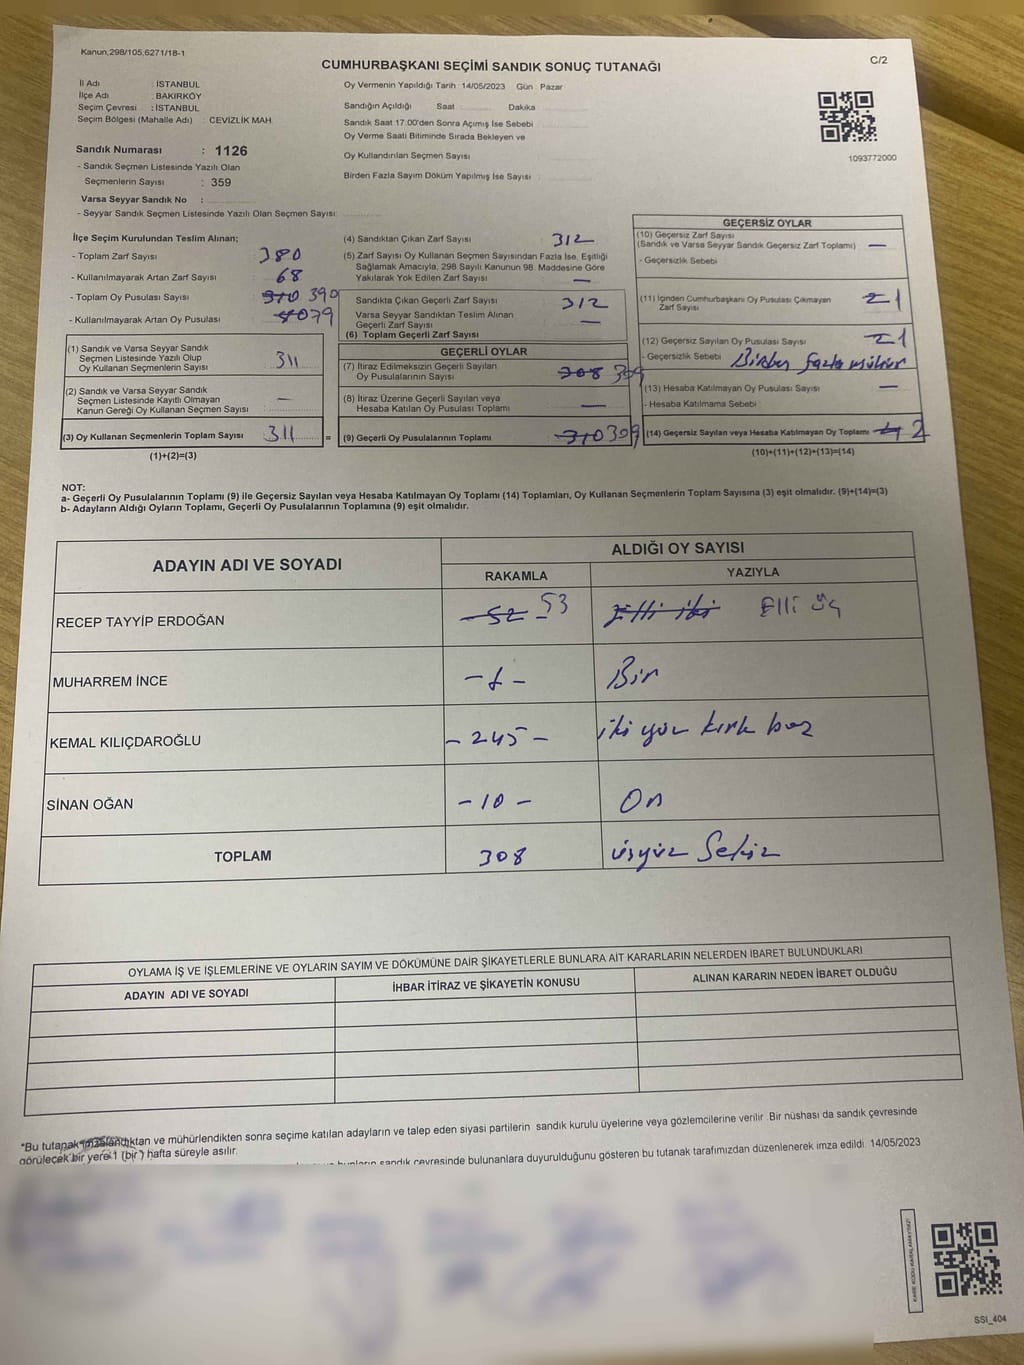 Kanun,298/105,6271/18-1
CUMHURBAŞKANI SEÇİMİ SANDIK SONUÇ TUTANAĞI
C/2
İl Adı : İSTANBUL
İlçe Adı : BAKIRKÖY
Seçim Çevresi : İSTANBUL
Seçim Bölgesi (Mahalle Adı) : CEVİZLİK MAH.
Oy Vermenin Yapıldığı Tarih 14/05/2023 Gün : Pazar
Sandığın Açıldığı Saat Dakika
Sandık Saat 17.00'den Sonra Açımış İse Sebebi
Oy Verme Saati Bitiminde Sırada Bekleyen ve
Oy Kullandırılan Seçmen Sayısı
Birden Fazla Sayım Döküm Yapılmış İse Sayısı :
1093772000
Sandık Numarası : 1126
- Sandık Seçmen Listesinde Yazılı Olan
Seçmenlerin Sayısı : 359
Varsa Seyyar Sandık No :
- Seyyar Sandık Seçmen Listesinde Yazılı Olan Seçmen Sayısı:
İlçe Seçim Kurulundan Teslim Alınan;
- Toplam Zarf Sayısı 380
- Kullanılmayarak Artan Zarf Sayısı 68
- Toplam Oy Pusulası Sayısı 370 390
- Kullanılmayarak Artan Oy Pusulası 79
(1) Sandık ve Varsa Seyyar Sandık
Seçmen Listesinde Yazılı Olup
Oy Kullanan Seçmenlerin Sayısı 311
(2) Sandık ve Varsa Seyyar Sandık
Seçmen Listesinde Kayıtlı Olmayan
Kanun Gereği Oy Kullanan Seçmen Sayısı —
(3) Oy Kullanan Seçmenlerin Toplam Sayısı 311 =
(1)+(2)=(3)
(4) Sandıktan Çıkan Zarf Sayısı 312
(5) Zarf Sayısı Oy Kullanan Seçmen Sayısından Fazla İse, Eşitliği
Sağlamak Amacıyla, 298 Sayılı Kanunun 98. Maddesine Göre
Yakılarak Yok Edilen Zarf Sayısı —
Sandıkta Çıkan Geçerli Zarf Sayısı 312
Varsa Seyyar Sandıktan Teslim Alınan
Geçerli Zarf Sayısı —
(6) Toplam Geçerli Zarf Sayısı
GEÇERLİ OYLAR
(7) İtiraz Edilmeksizin Geçerli Sayılan
Oy Pusulalarının Sayısı 308 309
(8) İtiraz Üzerine Geçerli Sayılan veya
Hesaba Katılan Oy Pusulası Toplamı —
(9) Geçerli Oy Pusulalarının Toplamı 310 309
GEÇERSİZ OYLAR
(10) Geçersiz Zarf Sayısı
(Sandık ve Varsa Seyyar Sandık Geçersiz Zarf Toplamı) —
- Geçersizlik Sebebi
(11) İçinden Cumhurbaşkanı Oy Pusulası Çıkmayan
Zarf Sayısı 1
(12) Geçersiz Sayılan Oy Pusulası Sayısı 1
- Geçersizlik Sebebi Birden fazla mühür
(13) Hesaba Katılmayan Oy Pusulası Sayısı —
- Hesaba Katılmama Sebebi
(14) Geçersiz Sayılan veya Hesaba Katılmayan Oy Toplamı 2
(10)+(11)+(12)+(13)=(14)
NOT:
a- Geçerli Oy Pusulalarının Toplamı (9) ile Geçersiz Sayılan veya Hesaba Katılmayan Oy Toplamı (14) Toplamları, Oy Kullanan Seçmenlerin Toplam Sayısına (3) eşit olmalıdır. (9)+(14)=(3)
b- Adayların Aldığı Oyların Toplamı, Geçerli Oy Pusulalarının Toplamına (9) eşit olmalıdır.
ADAYIN ADI VE SOYADI
ALDIĞI OY SAYISI
RAKAMLA YAZIYLA
RECEP TAYYİP ERDOĞAN 52 53 Elli iki Elli üç
MUHARREM İNCE -1- Bir
KEMAL KILIÇDAROĞLU -245- iki yüz kırk beş
SİNAN OĞAN -10- On
TOPLAM 308 üçyüz Sekiz
OYLAMA İŞ VE İŞLEMLERİNE VE OYLARIN SAYIM VE DÖKÜMÜNE DAİR ŞİKAYETLERLE BUNLARA AİT KARARLARIN NELERDEN İBARET BULUNDUKLARI
ADAYIN ADI VE SOYADI İHBAR İTİRAZ VE ŞİKAYETİN KONUSU ALINAN KARARIN NEDEN İBARET OLDUĞU
*Bu tutanak imzalandıktan ve mühürlendikten sonra seçime katılan adayların ve talep eden siyasi partilerin sandık kurulu üyelerine veya gözlemcilerine verilir. Bir nüshası da sandık çevresinde
görülecek bir yere 1 (bir) hafta süreyle asılır.
sandık çevresinde bulunanlara duyurulduğunu gösteren bu tutanak tarafımızdan düzenlenerek imza edildi. 14/05/2023
KARE KODU KARALAMAYINIZ!
SSI_404